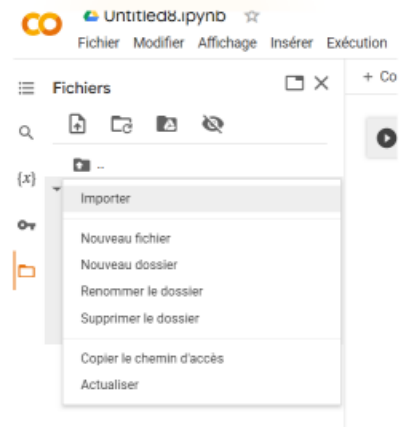 Untitled8.ipynb
Fichier Modifier Affichage Insérer Exécution
Fichiers
+ Co
..
{x}
Importer
Nouveau fichier
Nouveau dossier
Renommer le dossier
Supprimer le dossier
Copier le chemin d'accès
Actualiser